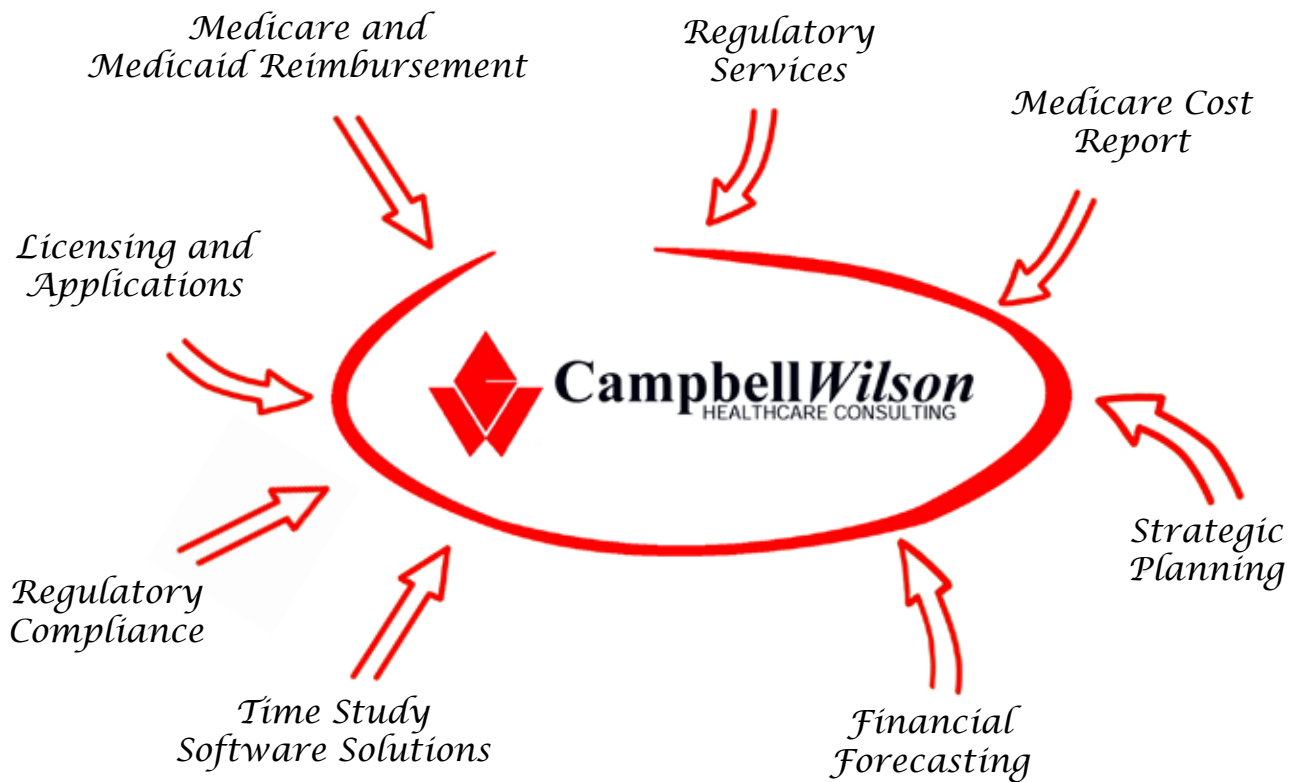 Medicare and
Medicaid Reimbursement
Regulatory
Services
Medicare Cost
Report
Licensing and
Applications
CampbellWilson
HEALTHCARE CONSULTING
Strategic
Planning
Regulatory
Compliance
Time Study
Software Solutions
Financial
Forecasting